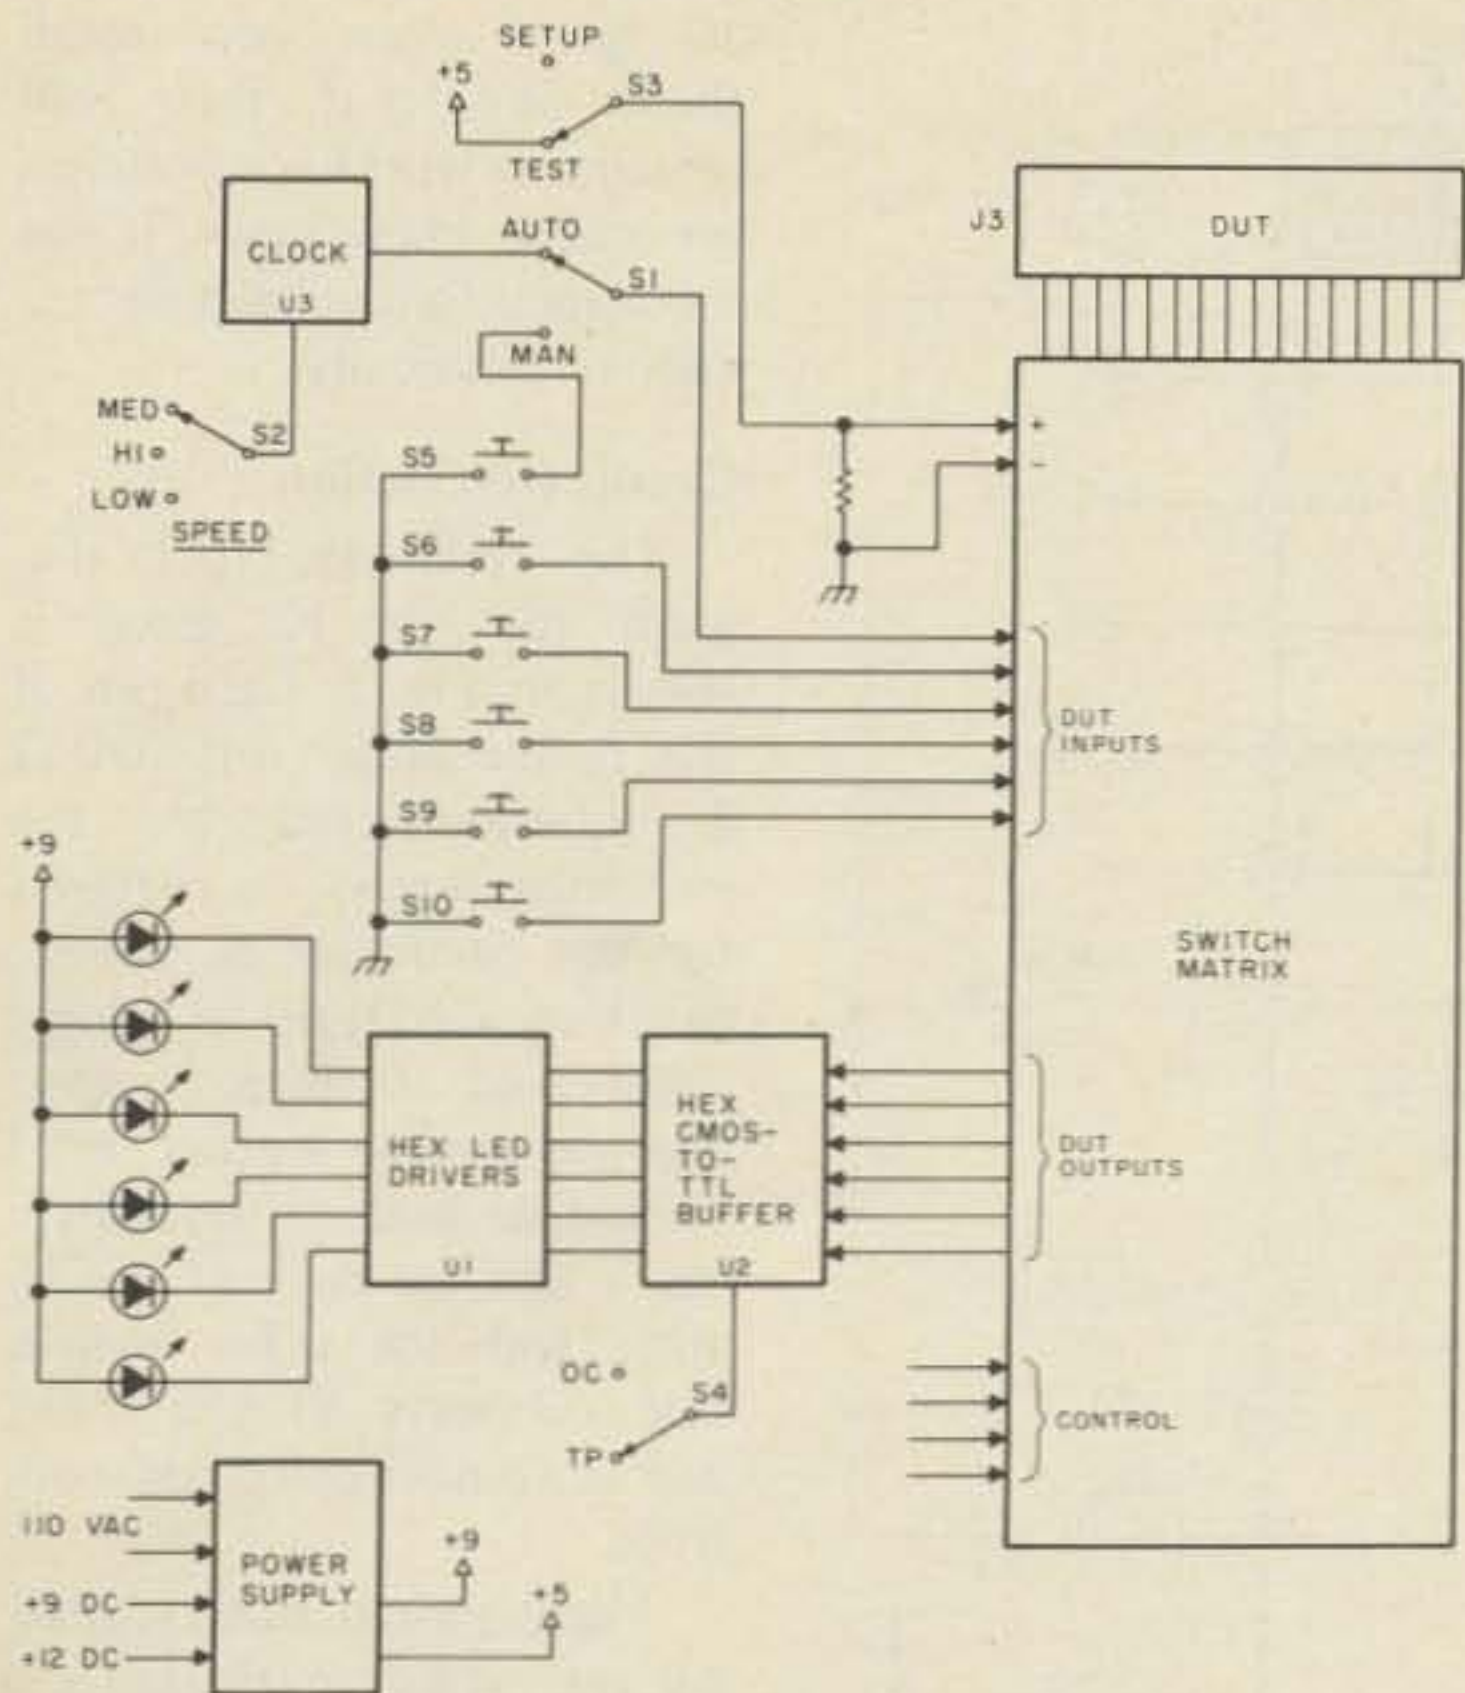 SETUP
+5
S3
TEST
J3
DUT
CLOCK
U3
AUTO
S1
MAN
MED
HI
LOW
S2
SPEED
+
-
S5
S6
S7
S8
S9
S10
DUT
INPUTS
+9
SWITCH
MATRIX
HEX LED
DRIVERS
U1
HEX
CMOS-
TO-
TTL
BUFFER
U2
DUT
OUTPUTS
OC
S4
TP
CONTROL
110 VAC
+9 DC
+12 DC
POWER
SUPPLY
+9
+5